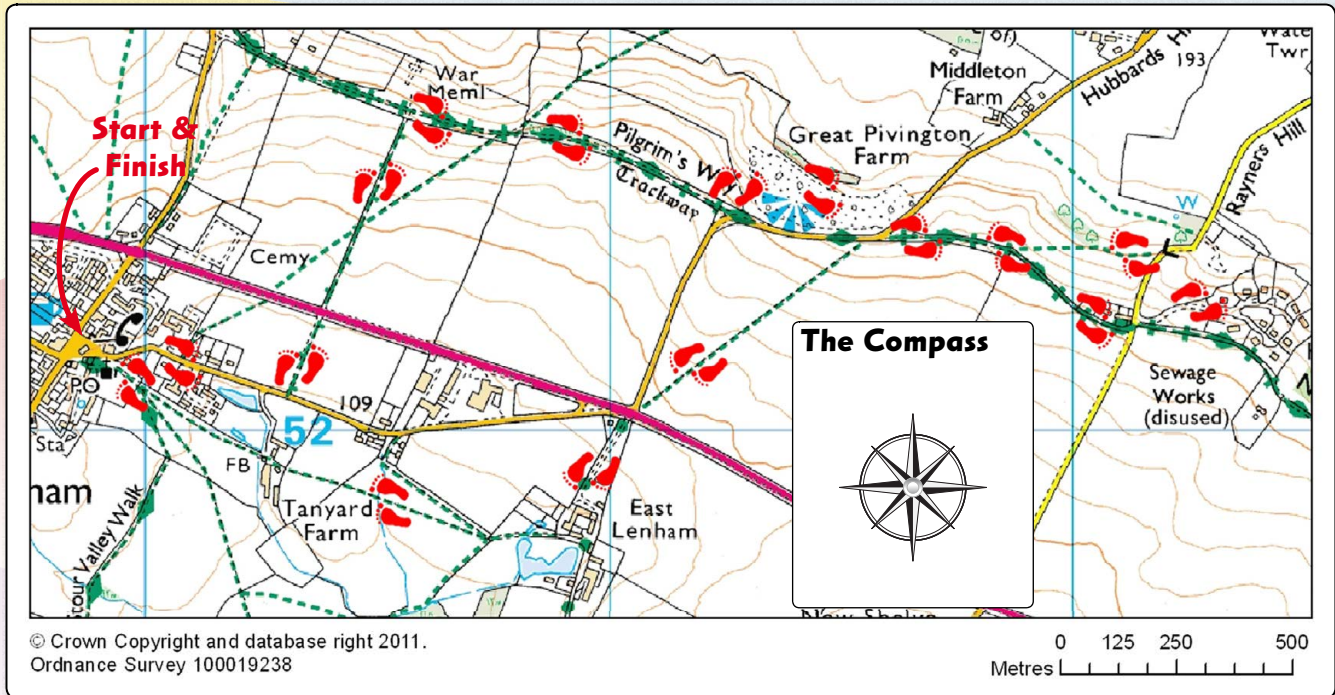 Start &
Finish
War
Meml
Pilgrim's W
Trackway
Middleton
Farm
Hubbards H
193
Wate
Twr
Great Pivington
Farm
Rayners Hill
W
Cemy
PO
Sta
ham
109
52
FB
Tanyard
Farm
East
Lenham
Stour Valley Walk
Sewage
Works
(disused)
The Compass
© Crown Copyright and database right 2011.
Ordnance Survey 100019238
0 125 250 500
Metres